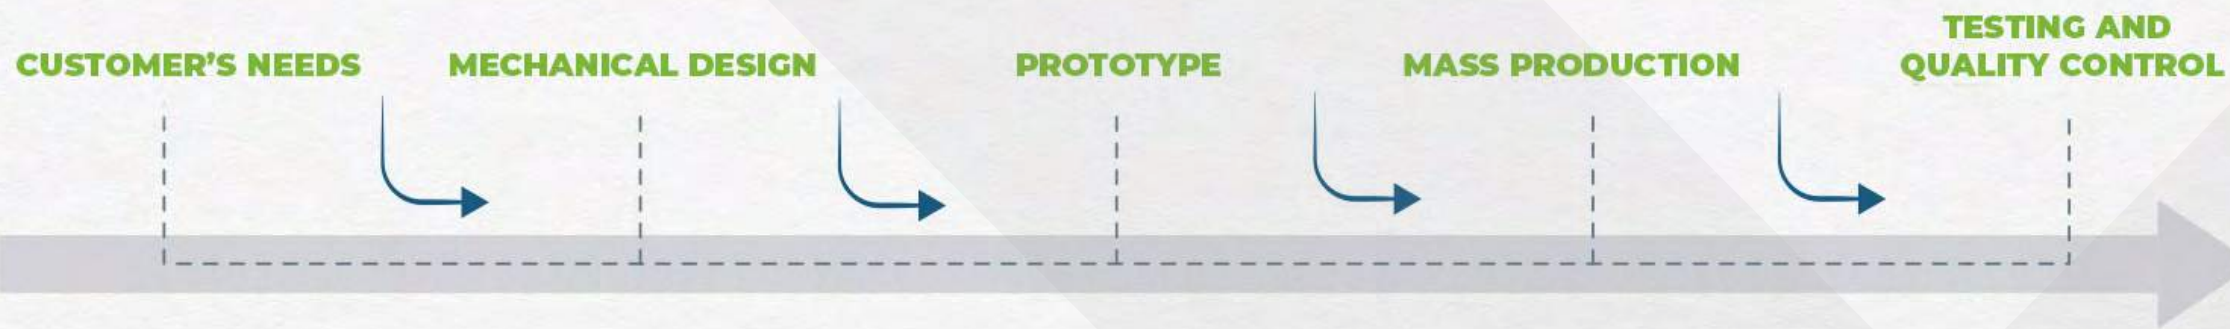 CUSTOMER'S NEEDS
MECHANICAL DESIGN
PROTOTYPE
MASS PRODUCTION
TESTING AND
QUALITY CONTROL